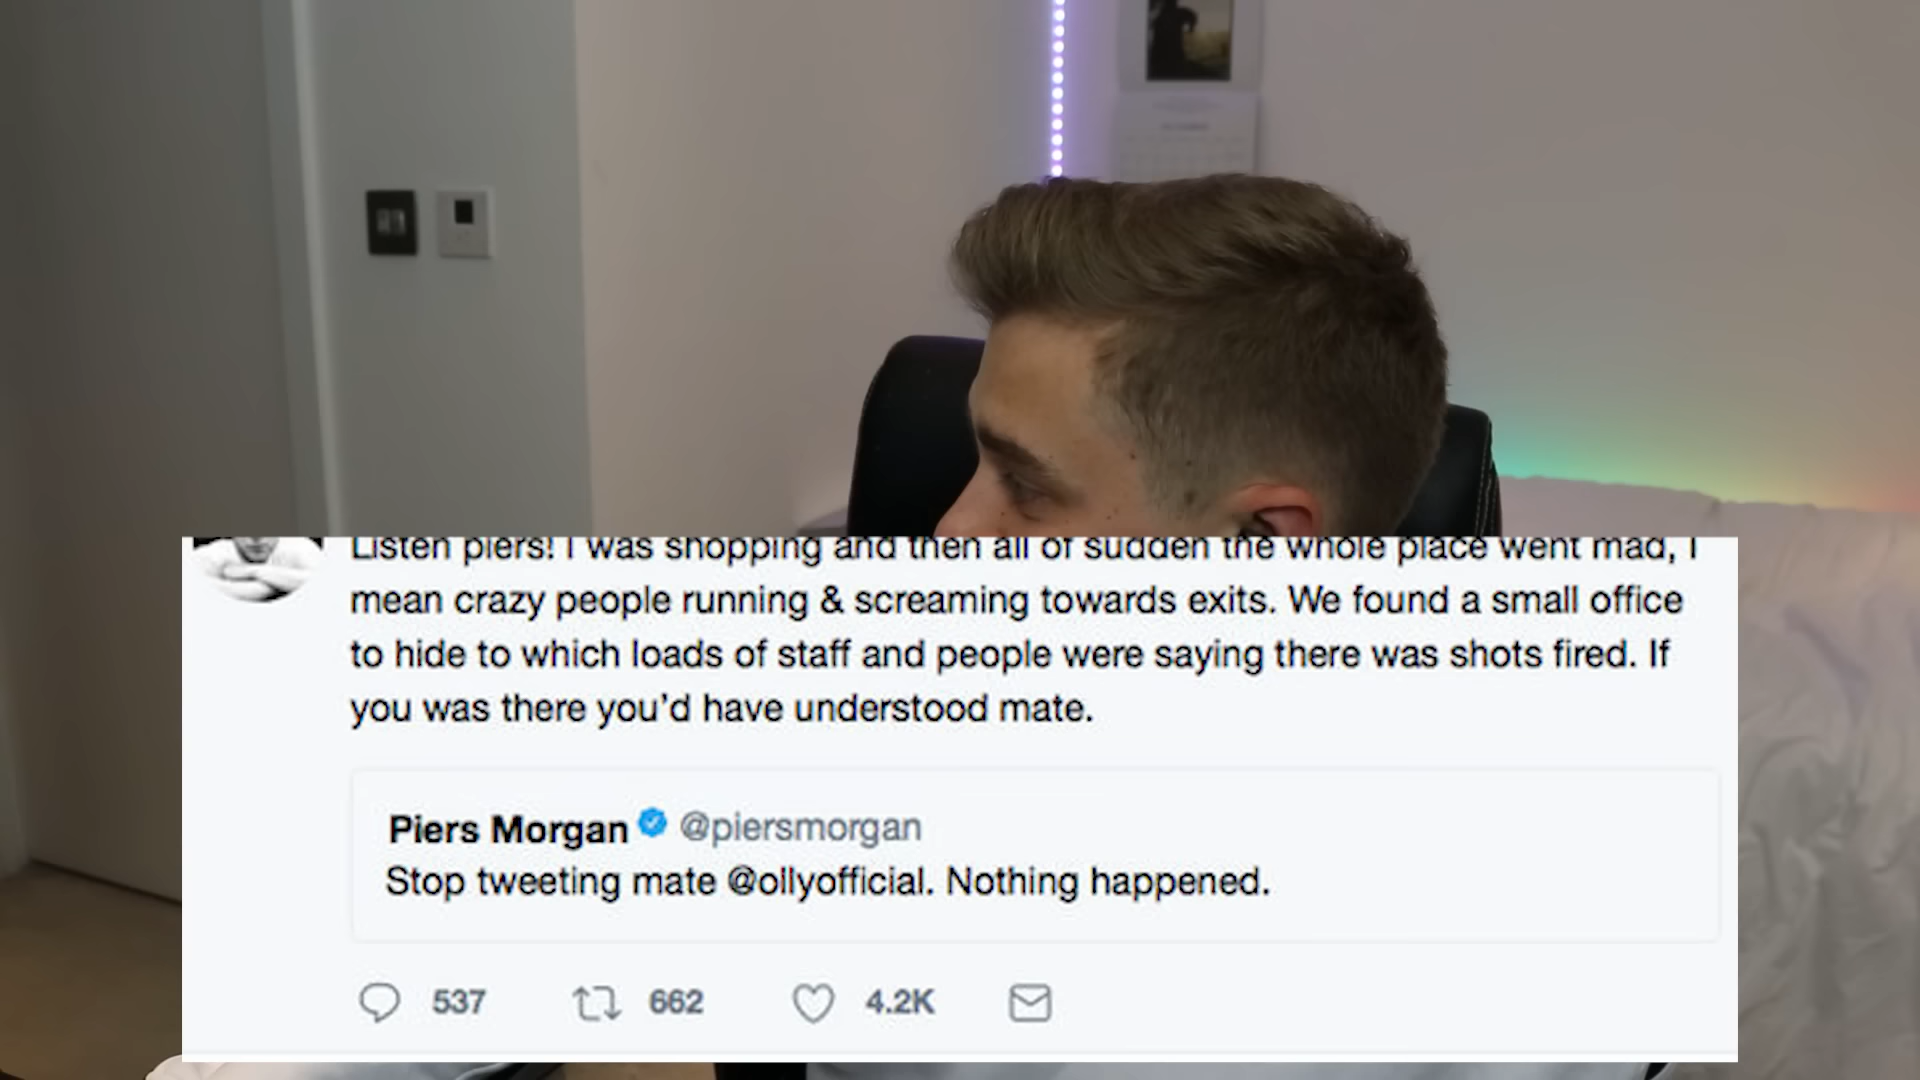 Listen piers! I was shopping and then all of sudden the whole place went mad, I
mean crazy people running & screaming towards exits. We found a small office
to hide to which loads of staff and people were saying there was shots fired. If
you was there you'd have understood mate.
Piers Morgan @piersmorgan
Stop tweeting mate @ollyofficial. Nothing happened.
537 662 4.2K